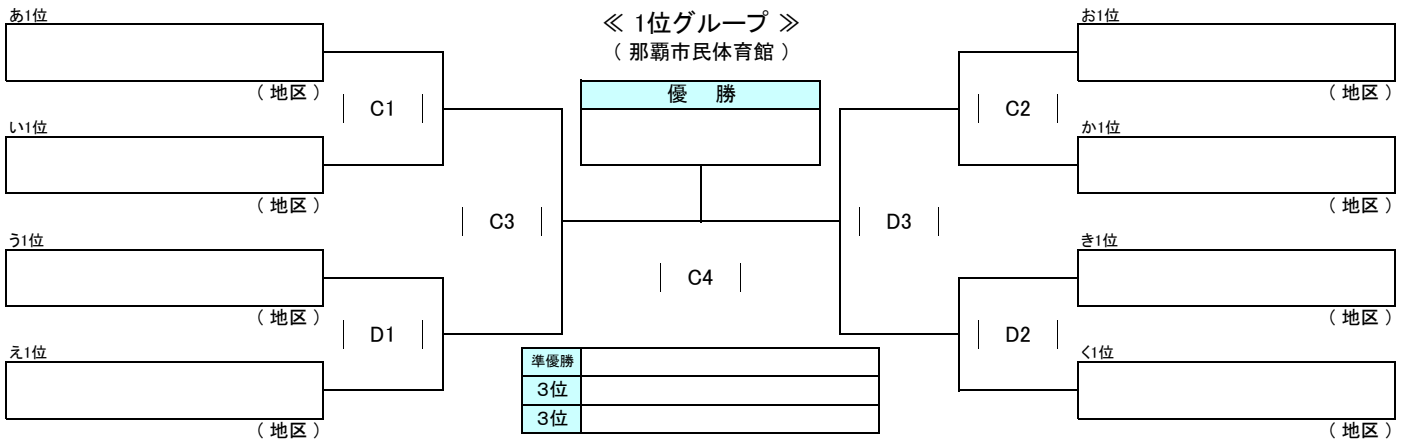 ≪ 1位グループ ≫
（ 那覇市民体育館 ）
あ1位
（ 地区 ）
い1位
（ 地区 ）
う1位
（ 地区 ）
え1位
（ 地区 ）
C1
D1
C3
優　勝
C4
準優勝
3位
3位
D3
C2
D2
お1位
（ 地区 ）
か1位
（ 地区 ）
き1位
（ 地区 ）
く1位
（ 地区 ）